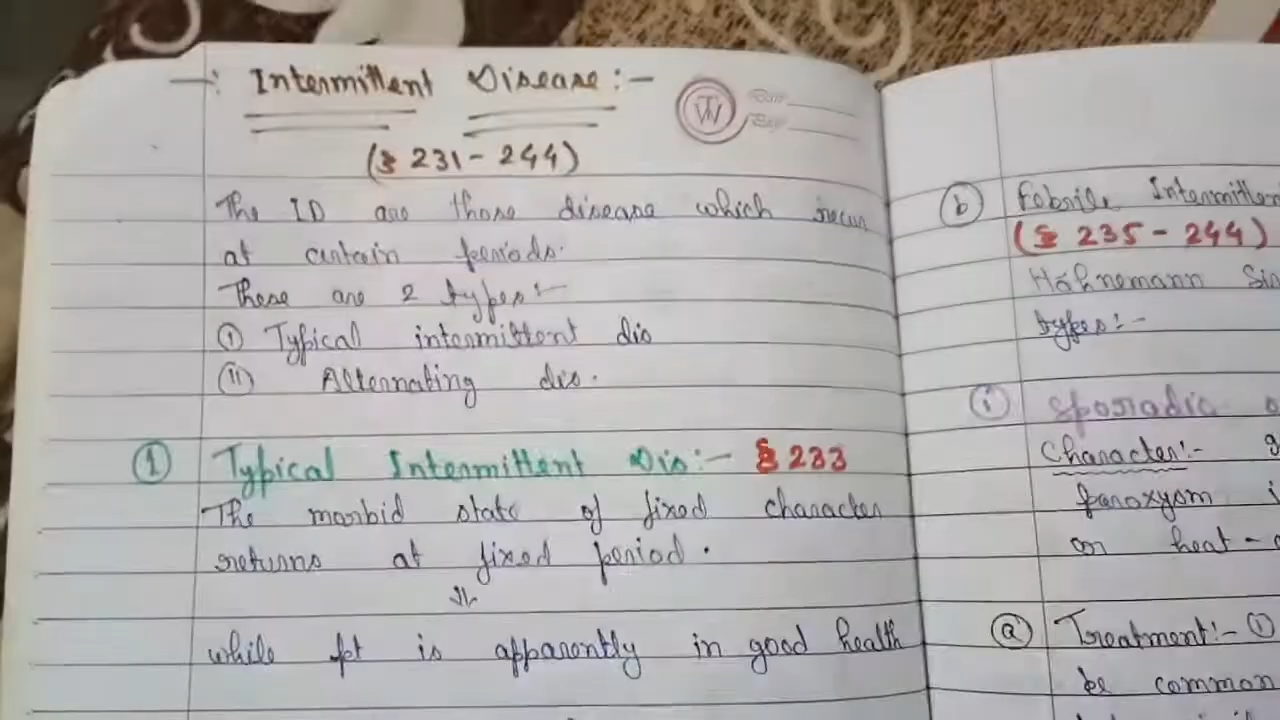 —: Intermittent Disease:—
(§ 231 - 244)
The ID are those disease which recur
at certain periods.
These are 2 types:-
(i) Typical intermittent dis
(ii) Alternating dis.
(1) Typical Intermittent Dis:- § 233
The morbid state of fixed character
returns at fixed period.
while pt is apparently in good health
(b) Febrile Intermitten
(§ 235 - 244)
Hahnemann
types:-
(i) Sporadic
Character:-
paroxysm
or heat -
(a) Treatment:- (1)
be common